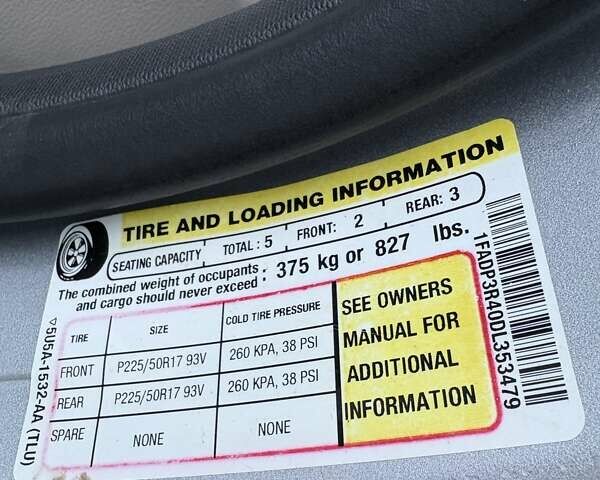 TIRE AND LOADING INFORMATION
SEATING CAPACITY TOTAL : 5 FRONT: 2 REAR: 3
The combined weight of occupants and cargo should never exceed : 375 kg or 827 lbs.
TIRE SIZE COLD TIRE PRESSURE
FRONT P225/50R17 93V 260 KPA, 38 PSI
REAR P225/50R17 93V 260 KPA, 38 PSI
SPARE NONE NONE
SEE OWNERS
MANUAL FOR
ADDITIONAL
INFORMATION
5U5A-1532-AA (TLU)
1FADP3R40DL353479